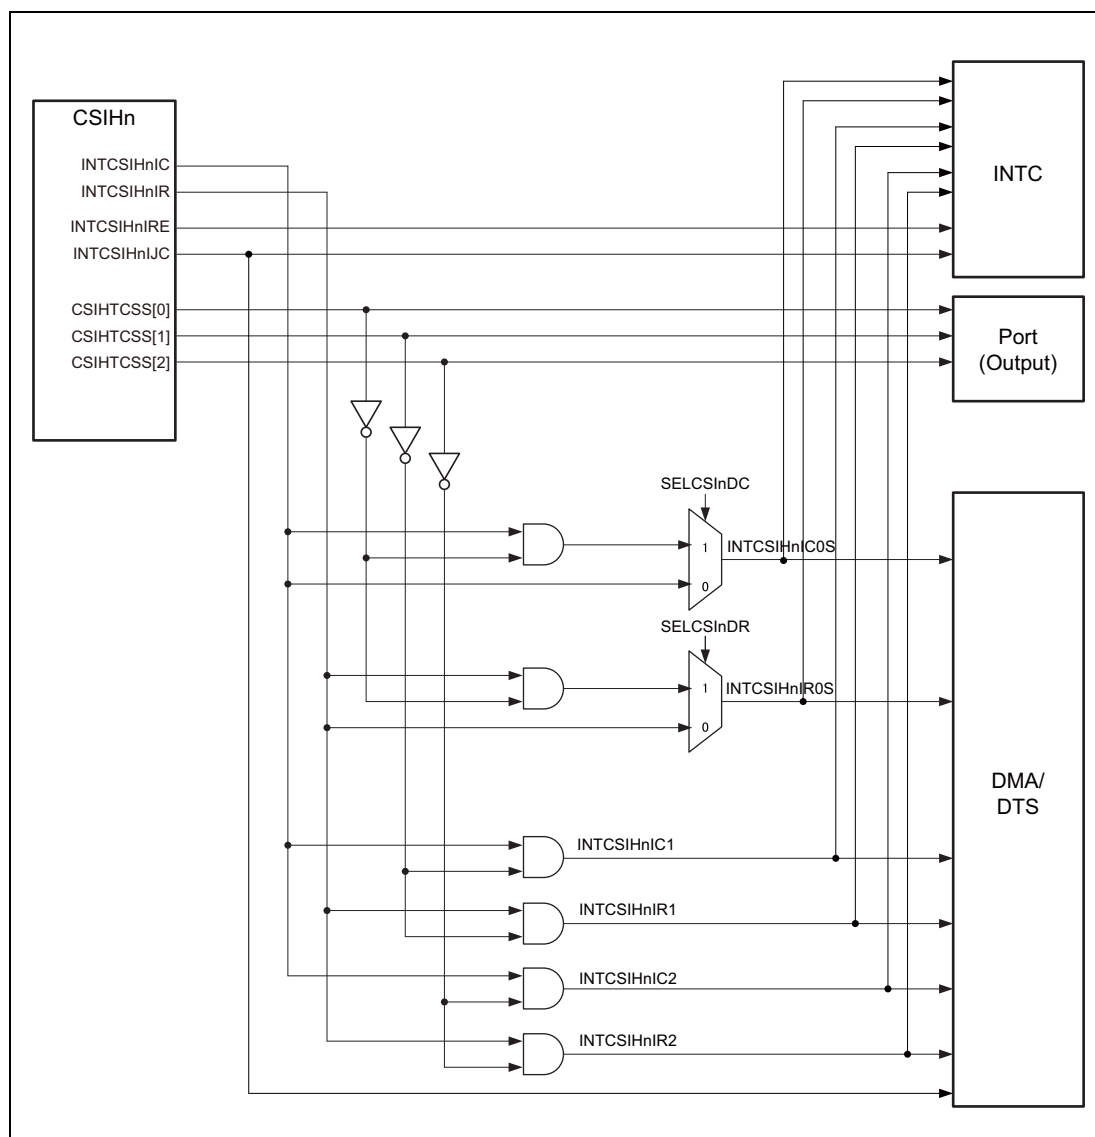 CSIHn
INTCSIHnIC
INTCSIHnIR
INTCSIHnIRE
INTCSIHnIJC
CSIHTCSS[0]
CSIHTCSS[1]
CSIHTCSS[2]
INTC
Port
(Output)
SELCSInDC
1
0
INTCSIHnIC0S
SELCSInDR
1
0
INTCSIHnIR0S
DMA/
DTS
INTCSIHnIC1
INTCSIHnIR1
INTCSIHnIC2
INTCSIHnIR2